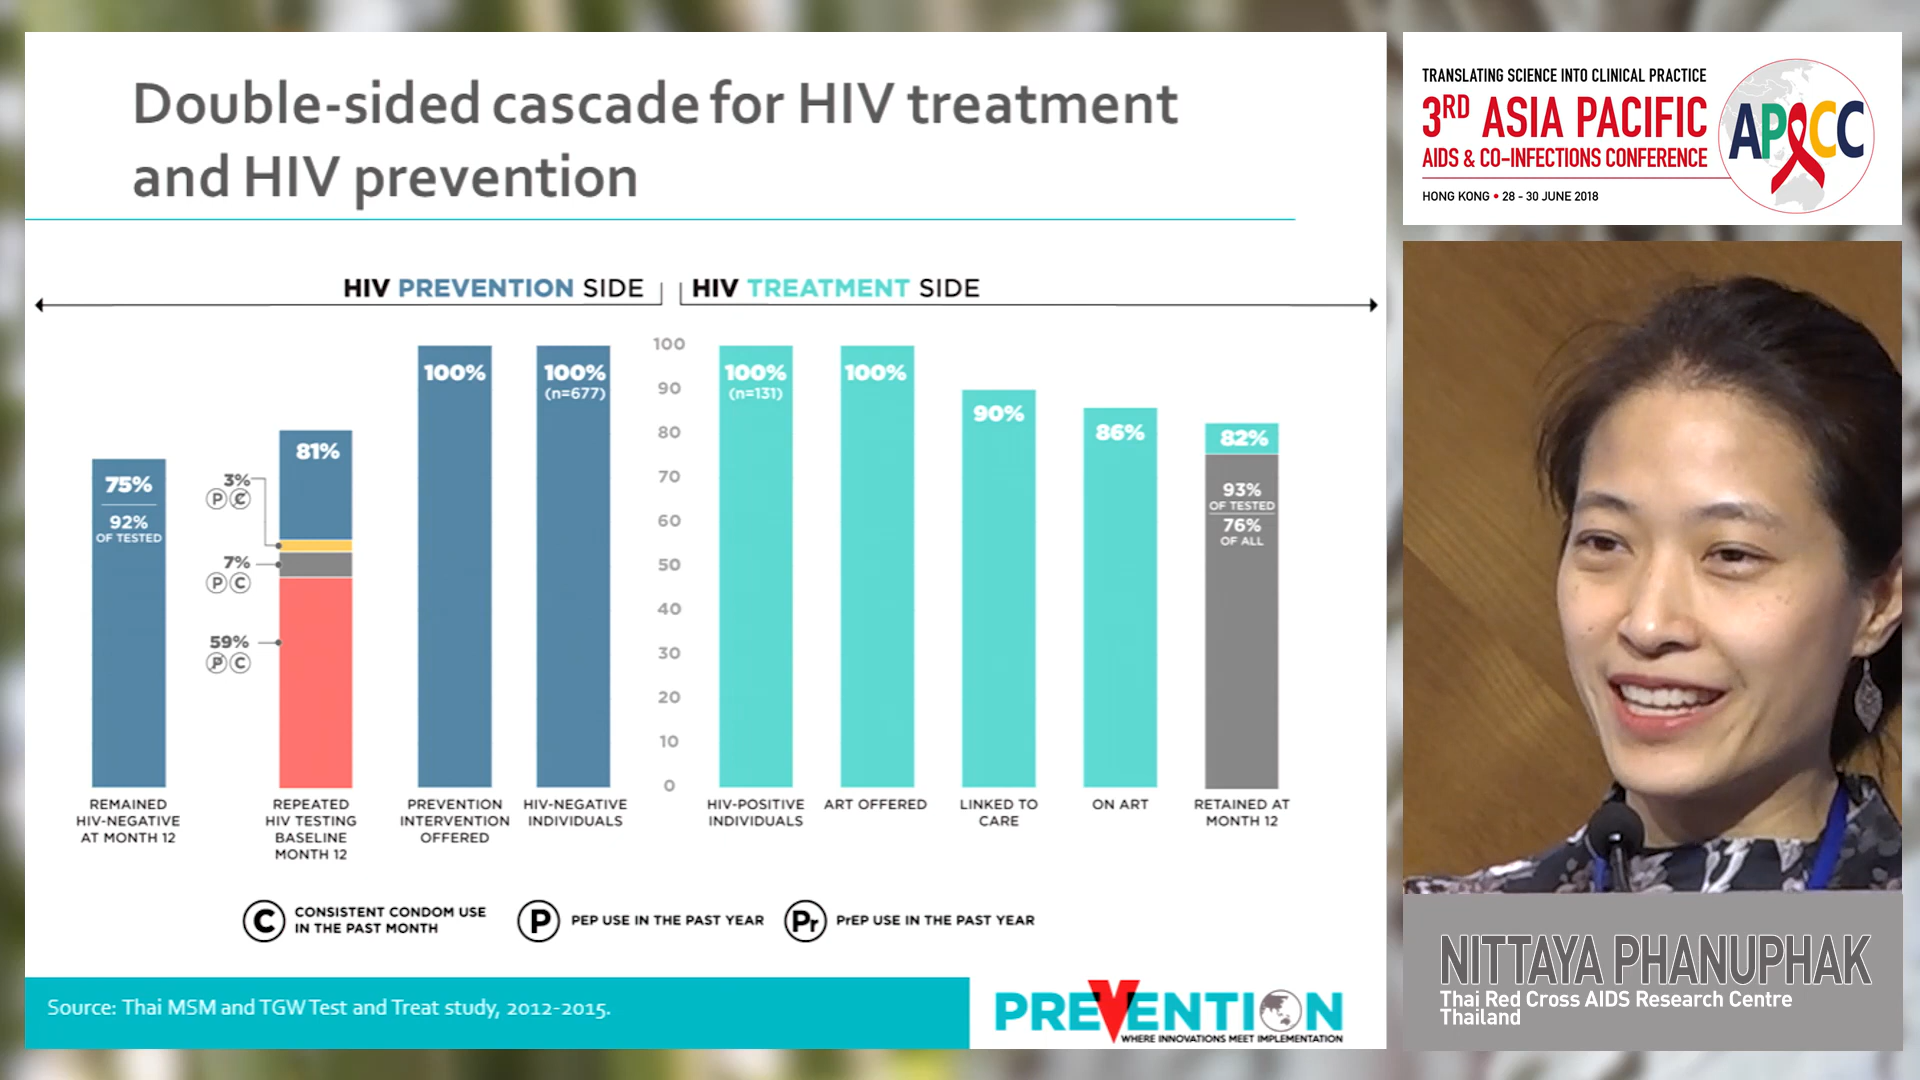 Double-sided cascade for HIV treatment
and HIV prevention
HIV PREVENTION SIDE
HIV TREATMENT SIDE
100
90
80
70
60
50
40
30
20
10
0
75%
92%
OF TESTED
81%
3%
P C
7%
P C
59%
P C
100%
100%
(n=677)
100%
(n=131)
100%
90%
86%
82%
93%
OF TESTED
76%
OF ALL
REMAINED
HIV-NEGATIVE
AT MONTH 12
REPEATED
HIV TESTING
BASELINE
MONTH 12
PREVENTION
INTERVENTION
OFFERED
HIV-NEGATIVE
INDIVIDUALS
HIV-POSITIVE
INDIVIDUALS
ART OFFERED
LINKED TO
CARE
ON ART
RETAINED AT
MONTH 12
C CONSISTENT CONDOM USE
IN THE PAST MONTH
P PEP USE IN THE PAST YEAR
Pr PrEP USE IN THE PAST YEAR
Source: Thai MSM and TGW Test and Treat study, 2012-2015.
PREVENTION
WHERE INNOVATIONS MEET IMPLEMENTATION
TRANSLATING SCIENCE INTO CLINICAL PRACTICE
3RD ASIA PACIFIC
AIDS & CO-INFECTIONS CONFERENCE
HONG KONG • 28 - 30 JUNE 2018
APACC
NITTAYA PHANUPHAK
Thai Red Cross AIDS Research Centre
Thailand